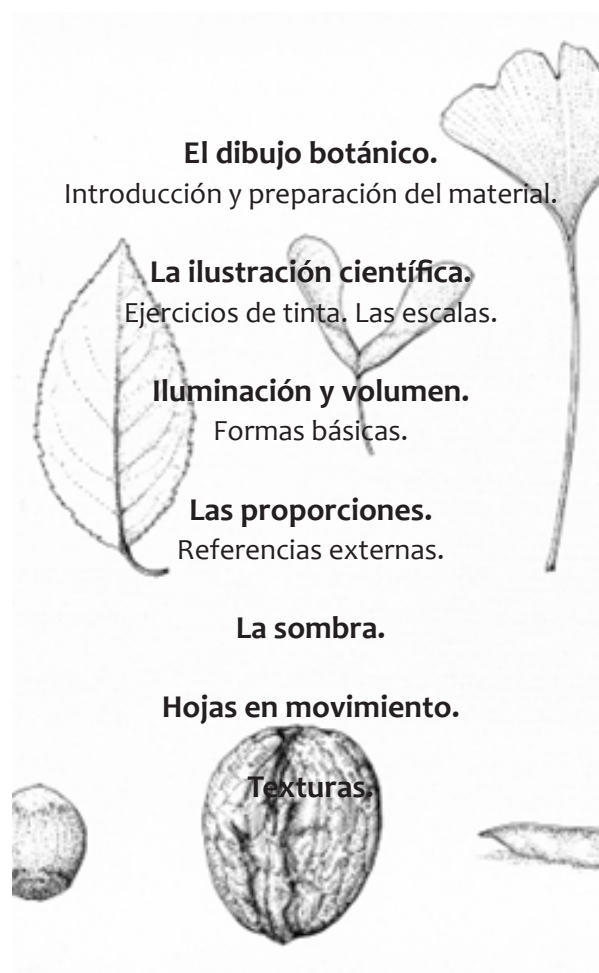 El dibujo botánico.
Introducción y preparación del material.
La ilustración científica.
Ejercicios de tinta. Las escalas.
Iluminación y volumen.
Formas básicas.
Las proporciones.
Referencias externas.
La sombra.
Hojas en movimiento.
Texturas.